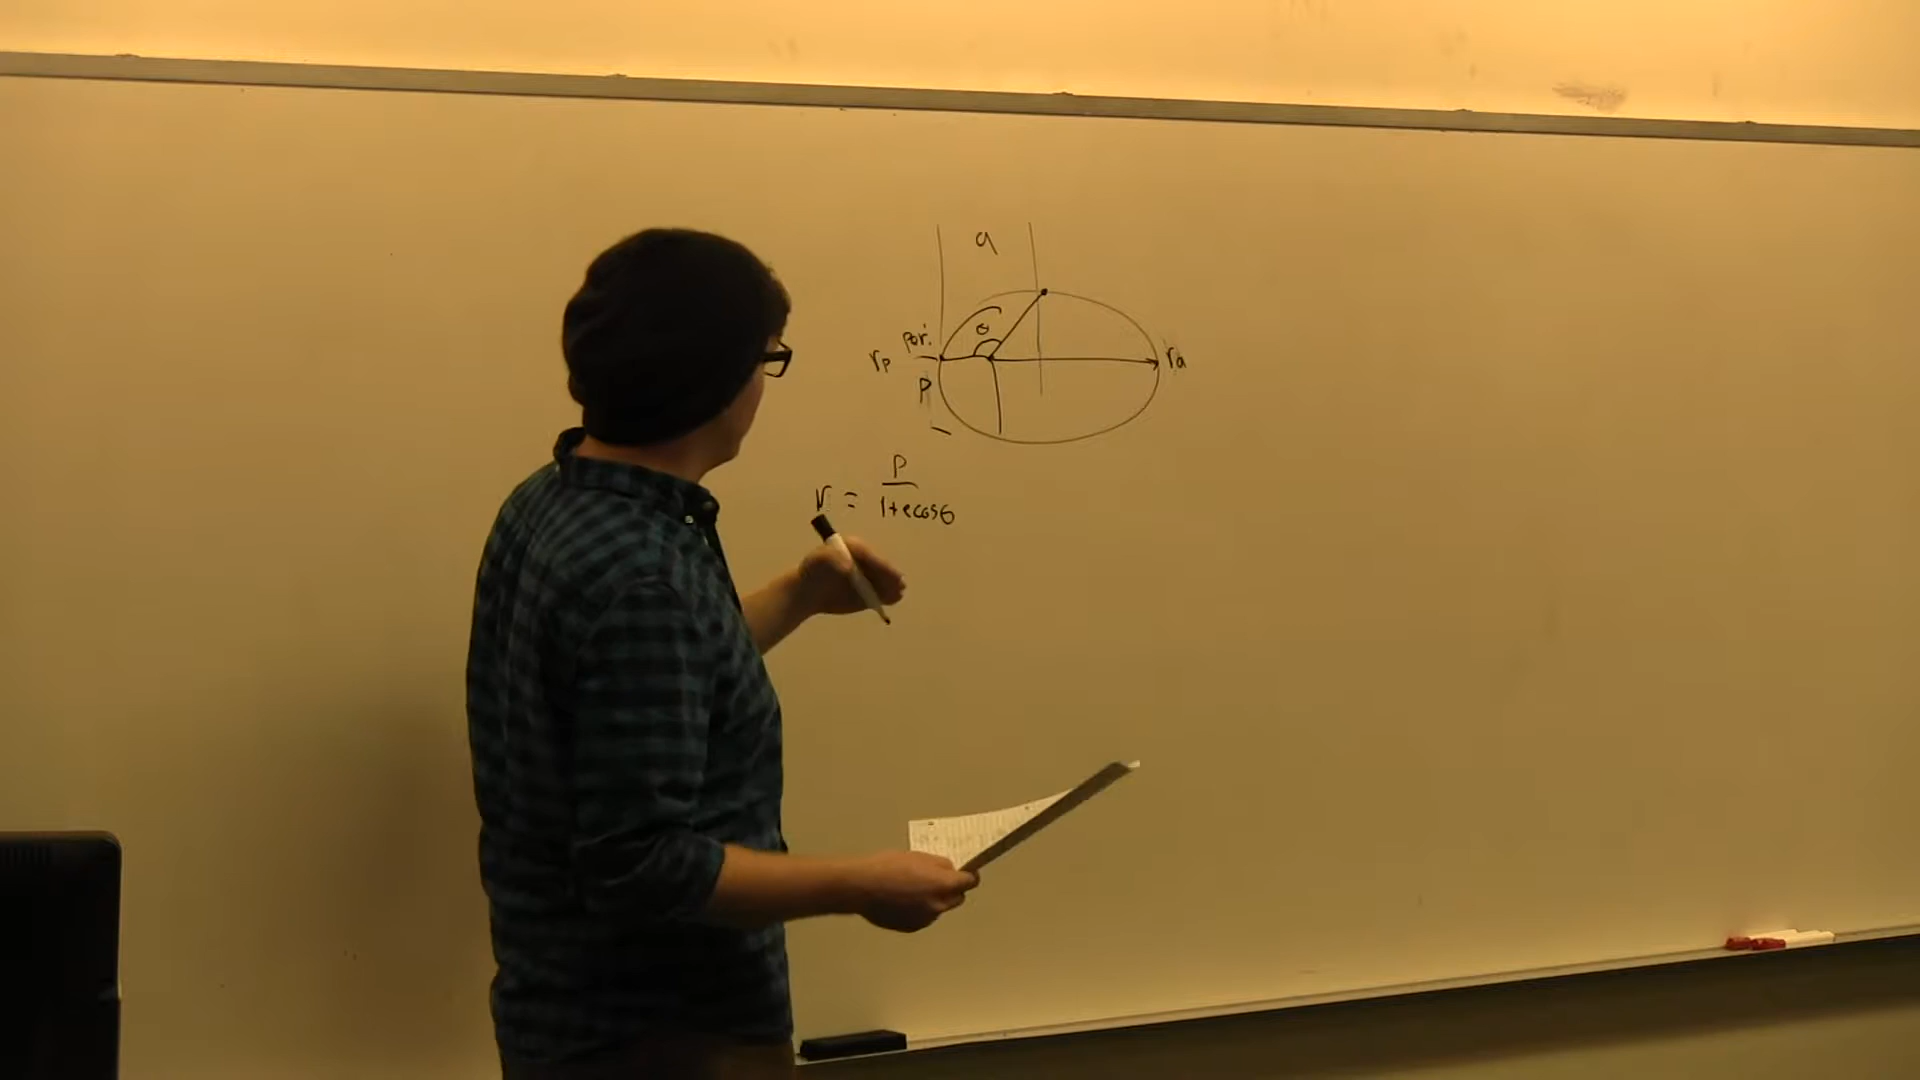 a
θ
per.
rp
ra
P
r = P / 1+ecosθ